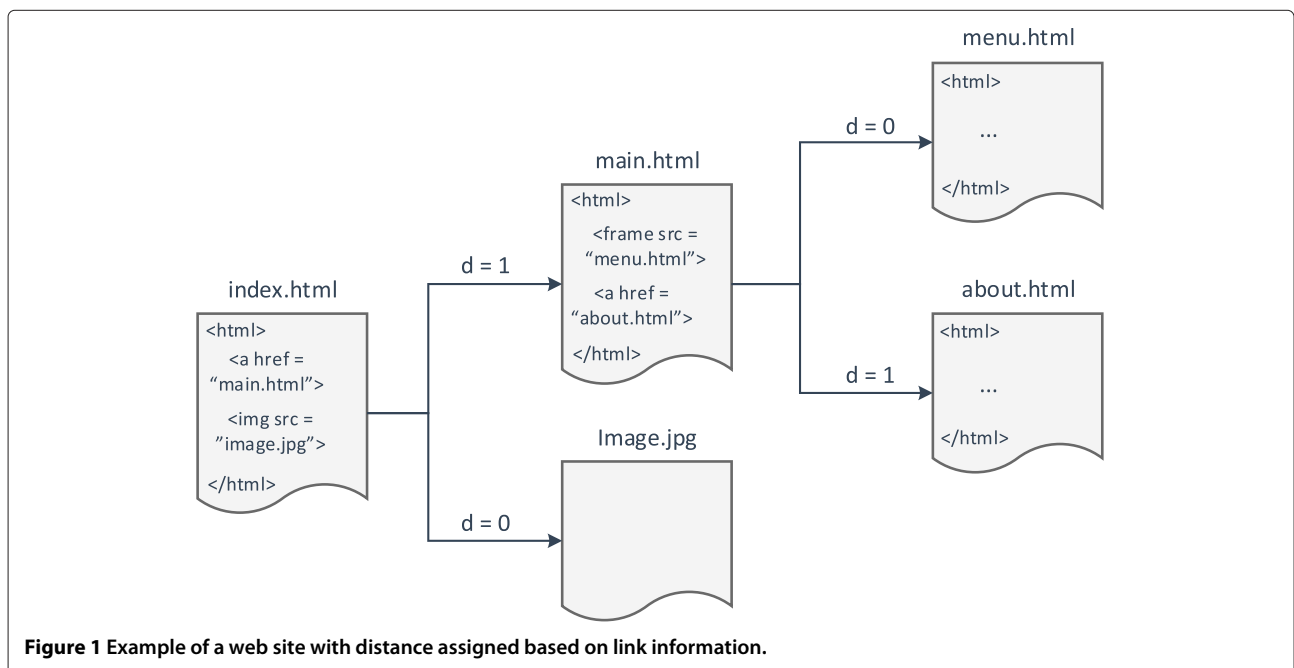 index.html
<html>
<a href =
“main.html”>
<img src =
”image.jpg”>
</html>
d = 1
d = 0
main.html
<html>
<frame src =
“menu.html”>
<a href =
“about.html”>
</html>
Image.jpg
d = 0
d = 1
menu.html
<html>
...
</html>
about.html
<html>
...
</html>
Figure 1 Example of a web site with distance assigned based on link information.